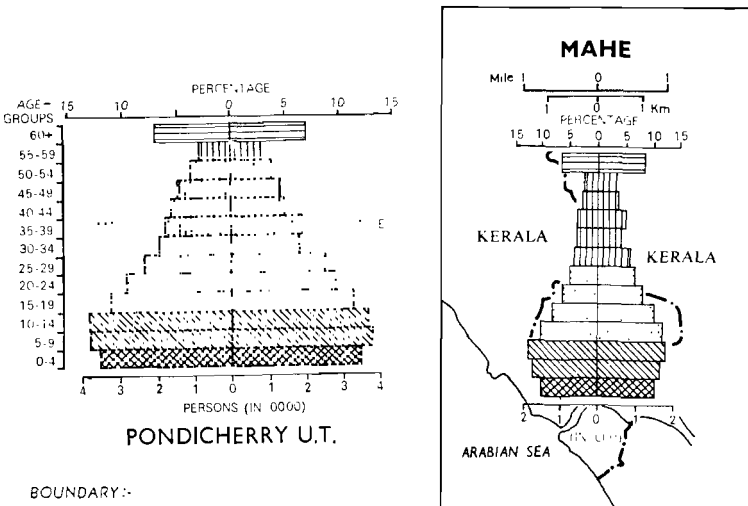 PERCENTAGE
AGE-
GROUPS
15 10 5 0 5 10 15
60+
55-59
50-54
45-49
40-44
35-39
30-34
25-29
20-24
15-19
10-14
5-9
0-4
E
4 3 2 1 0 1 2 3 4
PERSONS (IN 0000)
PONDICHERRY U.T.
BOUNDARY:-
MAHE
Mile 1 0 1
1 0 1 Km
PERCENTAGE
15 10 5 0 5 10 15
KERALA
KERALA
2 1 0 1 2
ARABIAN SEA